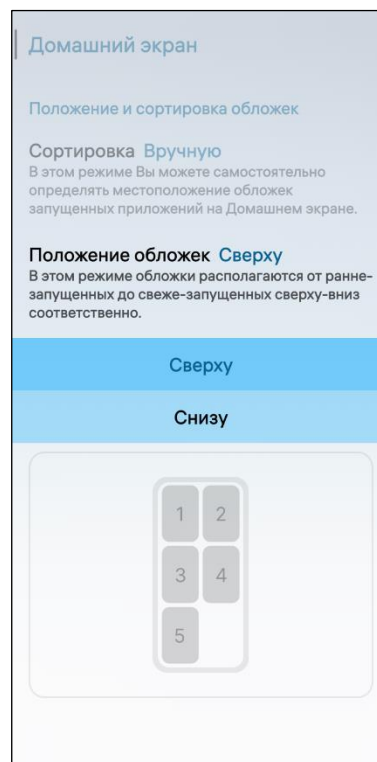 Домашний экран
Положение и сортировка обложек
Сортировка Вручную
В этом режиме Вы можете самостоятельно
определять местоположение обложек
запущенных приложений на Домашнем экране.
Положение обложек Сверху
В этом режиме обложки располагаются от ранне-
запущенных до свеже-запущенных сверху-вниз
соответственно.
Сверху
Снизу
1 2
3 4
5